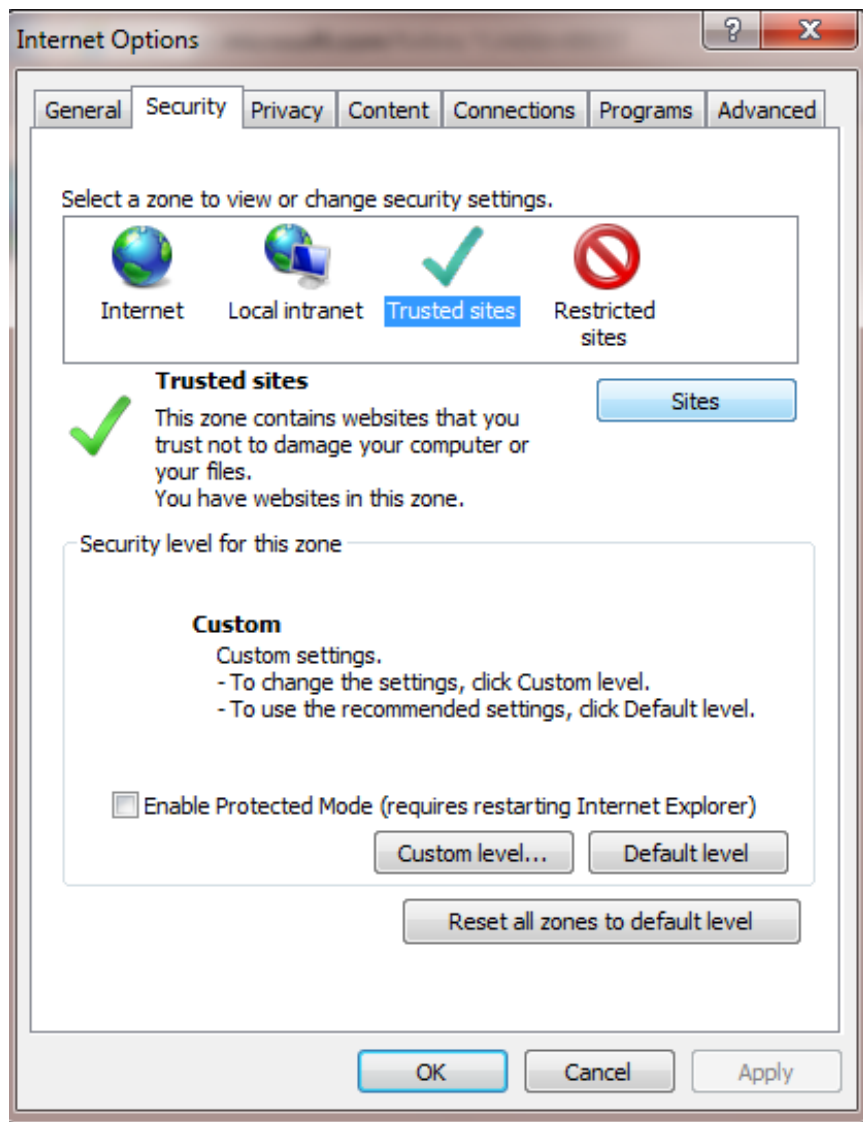 Internet Options
General Security Privacy Content Connections Programs Advanced
Select a zone to view or change security settings.
Internet Local intranet Trusted sites Restricted
sites
Trusted sites
Sites
This zone contains websites that you
trust not to damage your computer or
your files.
You have websites in this zone.
Security level for this zone
Custom
Custom settings.
- To change the settings, click Custom level.
- To use the recommended settings, click Default level.
Enable Protected Mode (requires restarting Internet Explorer)
Custom level... Default level
Reset all zones to default level
OK Cancel Apply